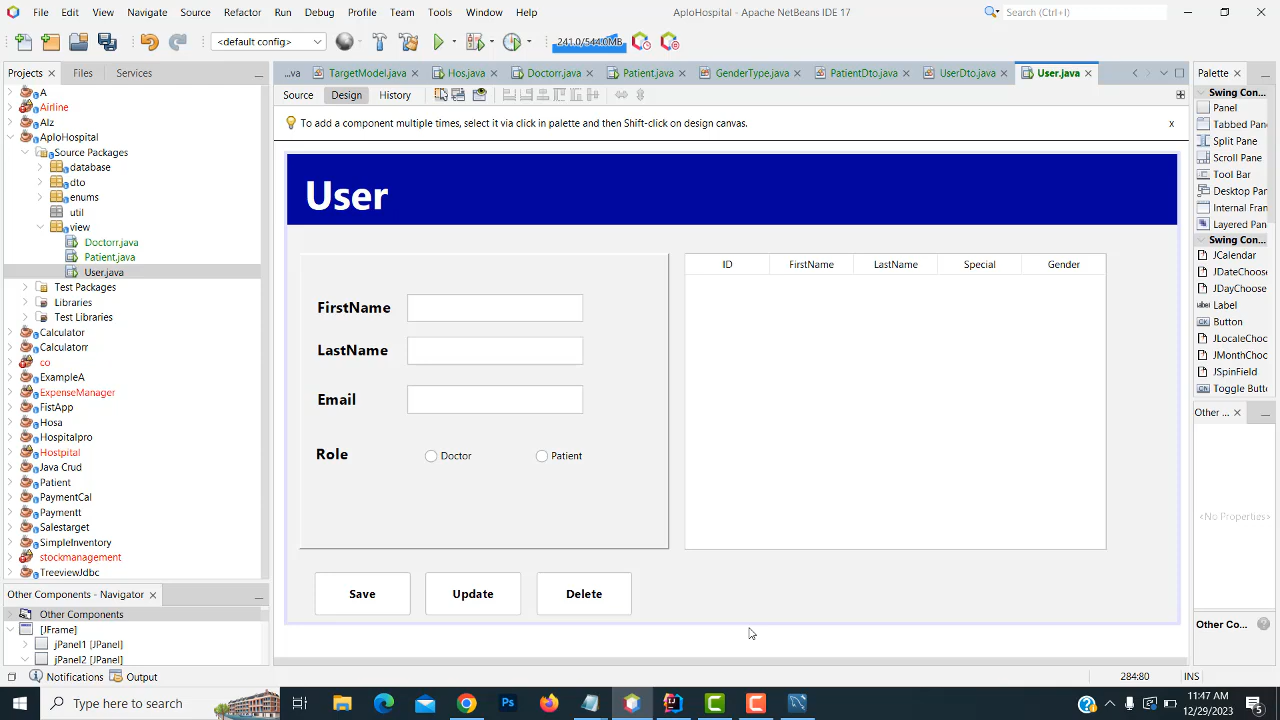 File Edit View Navigate Source Refactor Run Debug Profile Team Tools Window Help
AploHospital - Apache NetBeans IDE 17
Search (Ctrl+I)
<default config>
241.0/544.0MB
Projects Files Services
...va TargetModel.java Hos.java Doctorr.java Patient.java GenderType.java PatientDto.java UserDto.java User.java
Palette
Source Design History
To add a component multiple times, select it via click in palette and then Shift-click on design canvas.
x
A
Airline
Alz
AploHospital
Source Packages
database
dto
enums
util
view
Doctorr.java
Patient.java
User.java
Test Packages
Libraries
Test Libraries
Calculator
Calculatorr
co
ExampleA
ExpenseManager
FistApp
Hosa
Hospitalpro
Hostpital
Java Crud
Patient
PaymentCal
Paymentt
Salestarget
SimpleInventory
stockmanagement
TreeviewJdbc
User
FirstName
LastName
Email
Role Doctor Patient
ID FirstName LastName Special Gender
Save Update Delete
Swing Con...
Panel
Tabbed Pan
Split Pane
Scroll Pane
Tool Bar
Desktop Pa
Internal Fran
Layered Pan
Swing Con...
JCalendar
JDateChoos
JDayChoose
Label
Button
JLocaleChoi
JMonthChoi
JSpinField
Toggle Butt
Other ...
<No Properties>
Other Co...
Other Components - Navigator
Other Components
[JFrame]
jPanel1 [JPanel]
jPanel2 [JPanel]
Notifications Output
284:80 INS
Type here to search
Ps
11:47 AM
12/29/2023
5